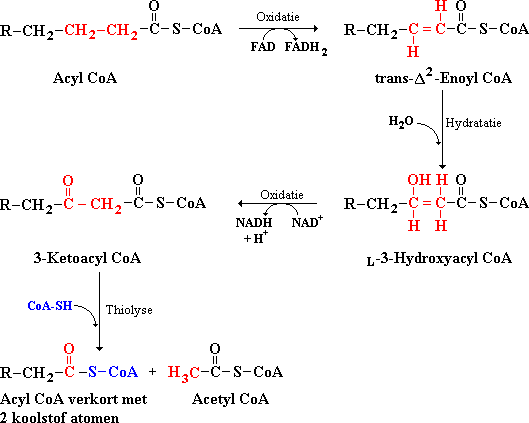 O Oxidatie H O
R–CH2–CH2–CH2–C–S–CoA R–CH2–C=C–C–S–CoA
FAD FADH2 H
Acyl CoA trans-Δ2-Enoyl CoA
H2O Hydratatie
O O Oxidatie OH H O
R–CH2–C–CH2–C–S–CoA R–CH2–C=C–C–S–CoA
NADH NAD+ H H
+ H+
3-Ketoacyl CoA L-3-Hydroxyacyl CoA
CoA-SH Thiolyse
O O
R–CH2–C–S–CoA + H3C–C–S–CoA
Acyl CoA verkort met Acetyl CoA
2 koolstof atomen